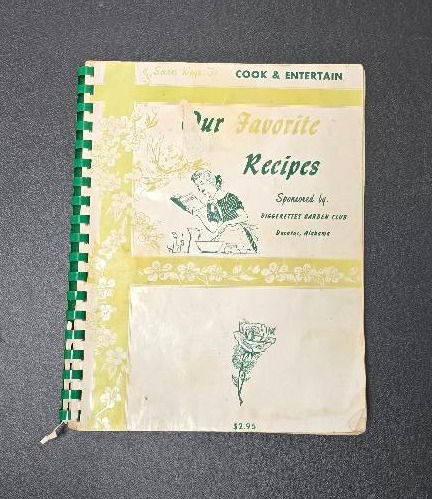 COOK & ENTERTAIN
Our Favorite
Recipes
Sponsored by.
DIGGERETTES GARDEN CLUB
Decatur, Alabama
$2.95